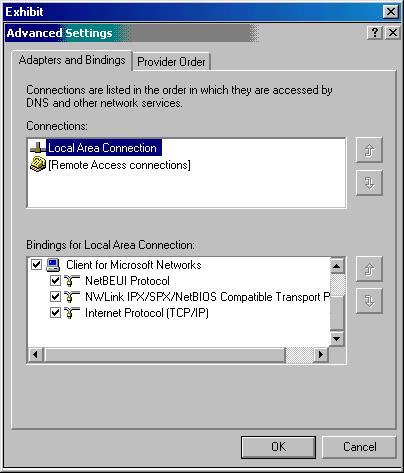 Exhibit
Advanced Settings
Adapters and Bindings
Provider Order
Connections are listed in the order in which they are accessed by
DNS and other network services.
Connections:
Local Area Connection
[Remote Access connections]
Bindings for Local Area Connection:
Client for Microsoft Networks
NetBEUI Protocol
NWLink IPX/SPX/NetBIOS Compatible Transport P
Internet Protocol (TCP/IP)
OK
Cancel